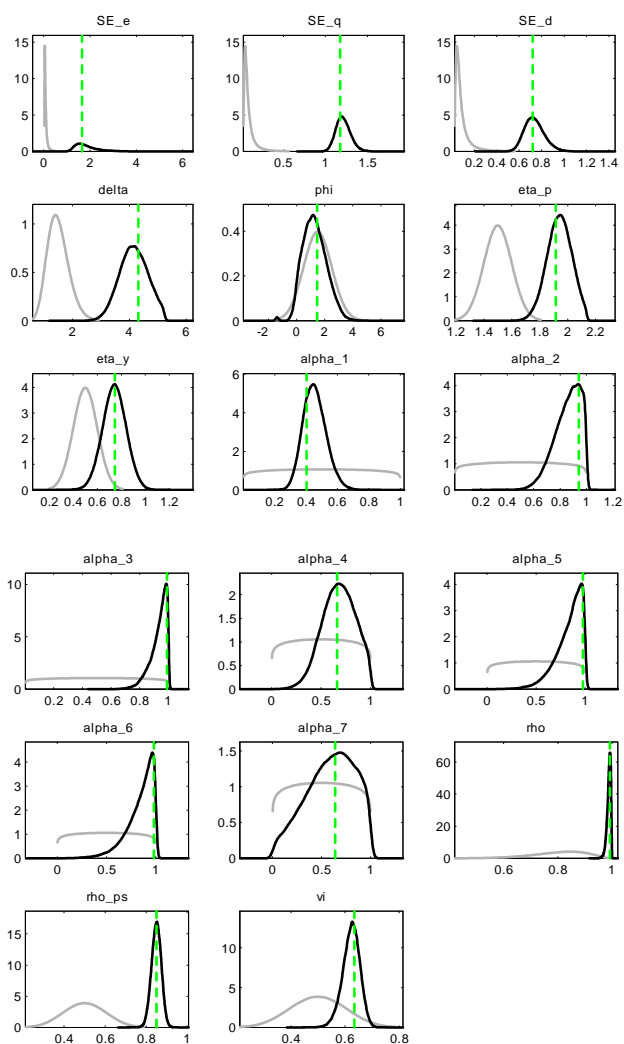 SE_e SE_q SE_d
15 15 15
10 10 10
5 5 5
0 0 0
0 2 4 6 0.5 1 1.5 0.2 0.4 0.6 0.8 1 1.2 1.4
delta phi eta_p
1 0.4 4
0.5 0.2 3
2
1
0 0 0
2 4 6 -2 0 2 4 6 1.2 1.4 1.6 1.8 2 2.2
eta_y alpha_1 alpha_2
4 6 4
3 4 3
2 2 2
1 1
0 0 0
0.2 0.4 0.6 0.8 1 1.2 0.2 0.4 0.6 0.8 1 0.2 0.4 0.6 0.8 1 1.2
alpha_3 alpha_4 alpha_5
10 2 4
5 1.5 3
1 2
0.5 1
0 0 0
0.2 0.4 0.6 0.8 1 0 0.5 1 0 0.5 1
alpha_6 alpha_7 rho
4 1.5 60
3 1 40
2 0.5 20
1
0 0 0
0 0.5 1 0 0.5 1 0.6 0.8 1
rho_ps vi
15 10
10 5
5
0 0
0.4 0.6 0.8 1 0.4 0.6 0.8